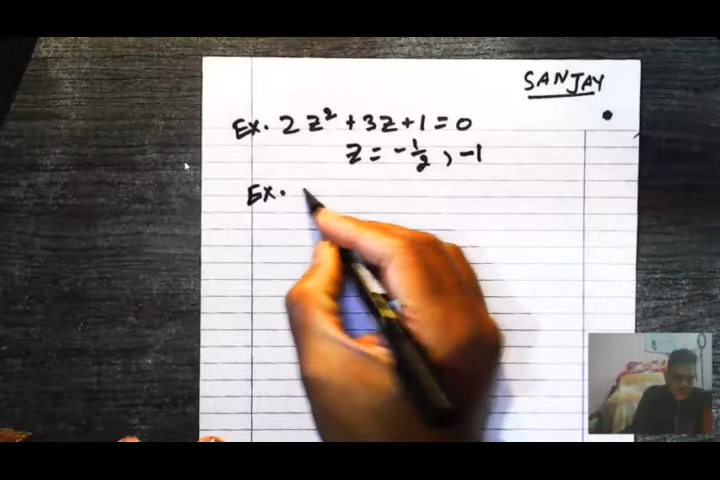 SANJAY
Ex. 2z² + 3z + 1 = 0
z = -1/2, -1
Ex.